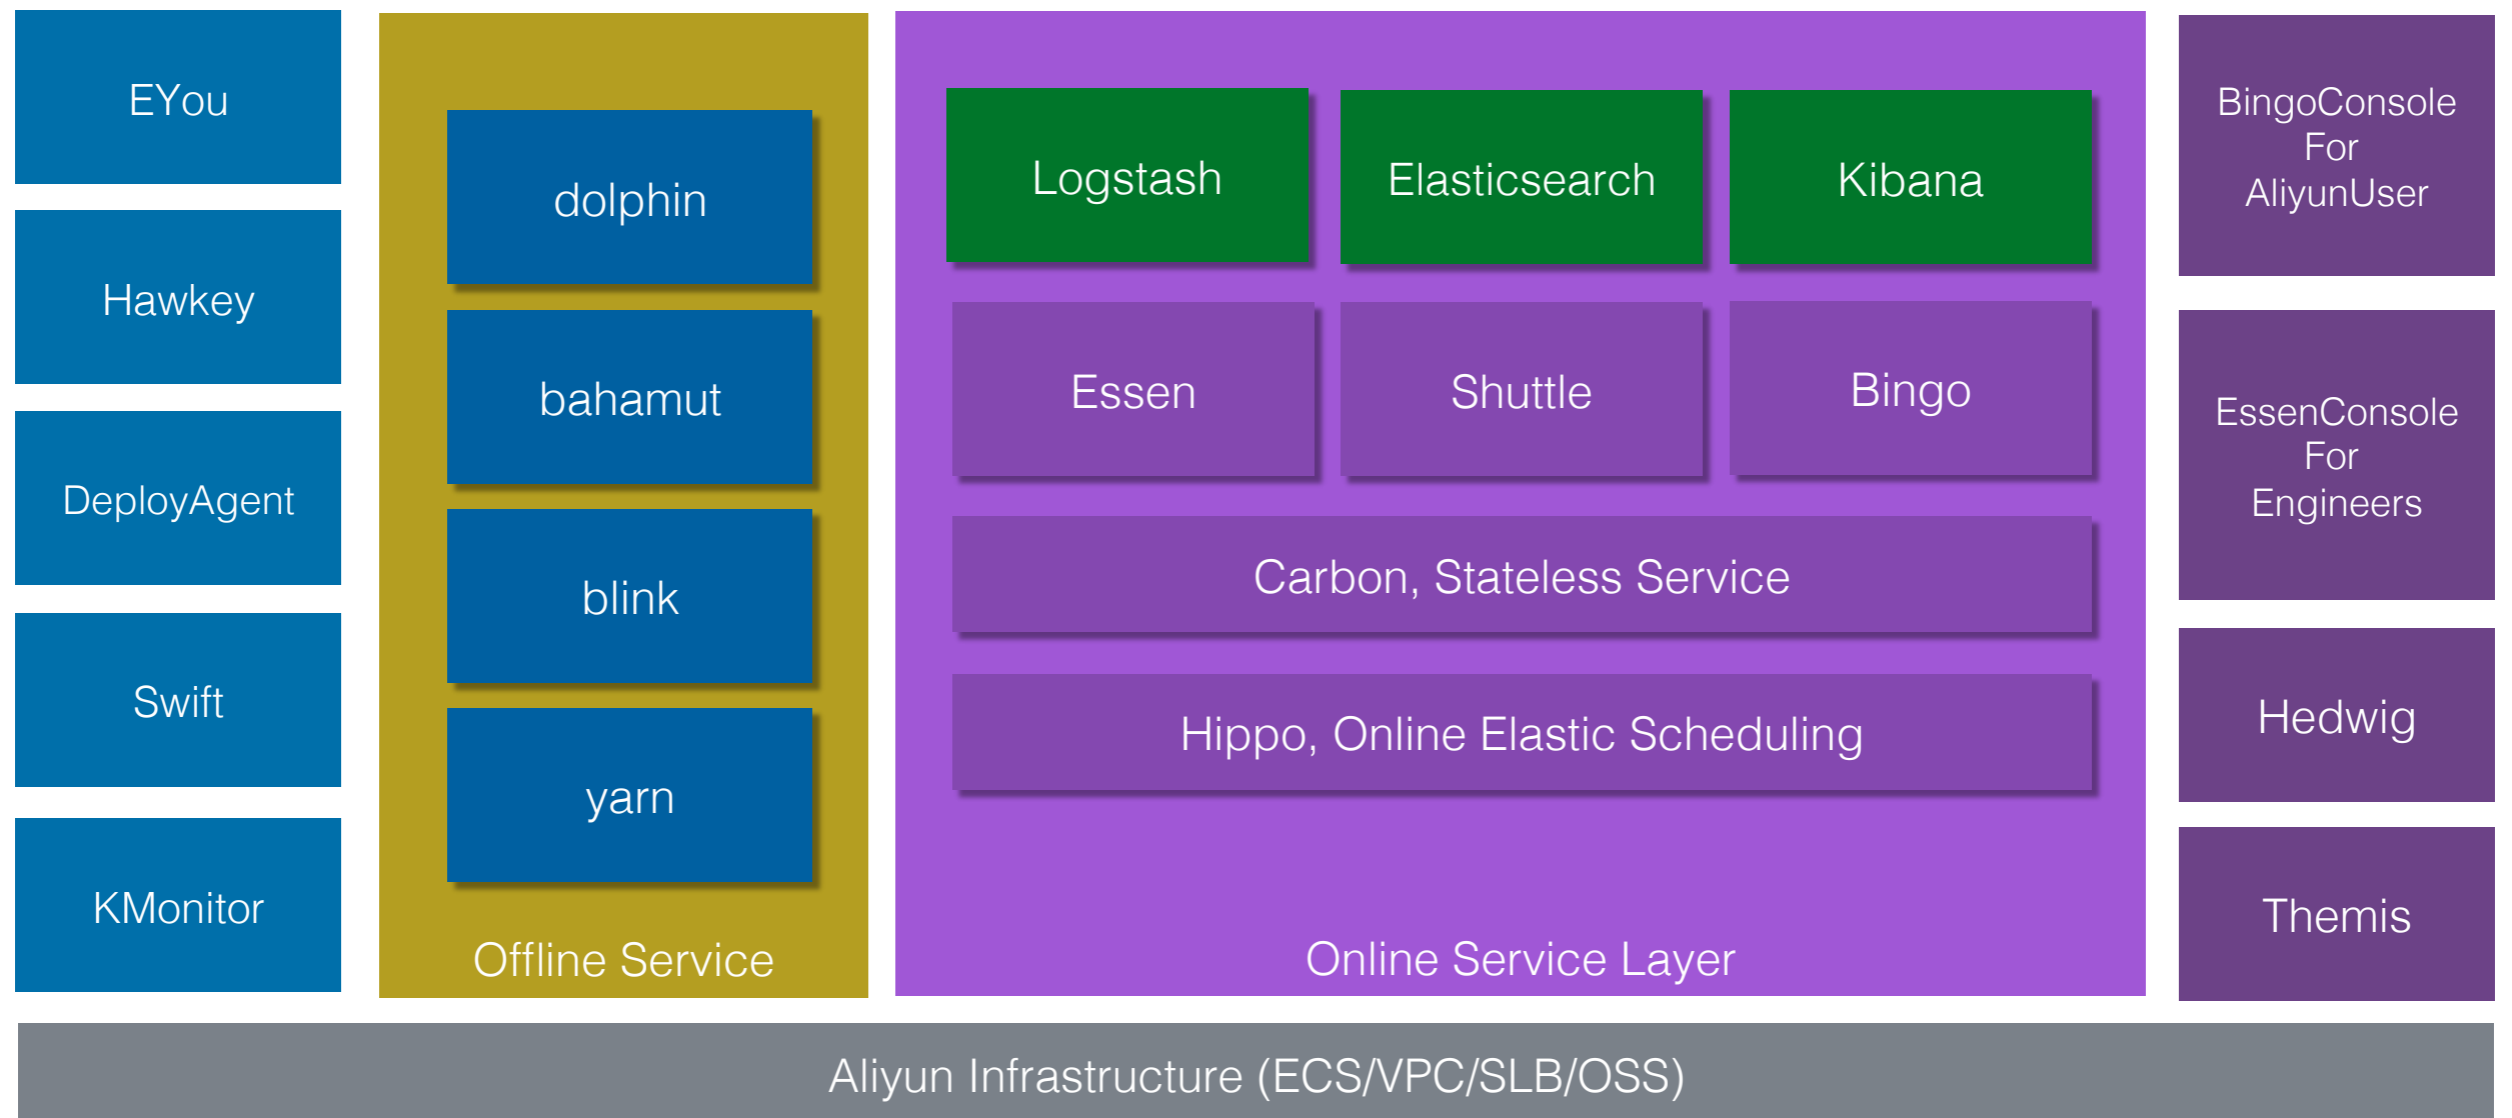 EYou
Hawkey
DeployAgent
Swift
KMonitor
dolphin
bahamut
blink
yarn
Offline Service
Logstash
Elasticsearch
Kibana
Essen
Shuttle
Bingo
Carbon, Stateless Service
Hippo, Online Elastic Scheduling
Online Service Layer
BingoConsole
For
AliyunUser
EssenConsole
For
Engineers
Hedwig
Themis
Aliyun Infrastructure (ECS/VPC/SLB/OSS)